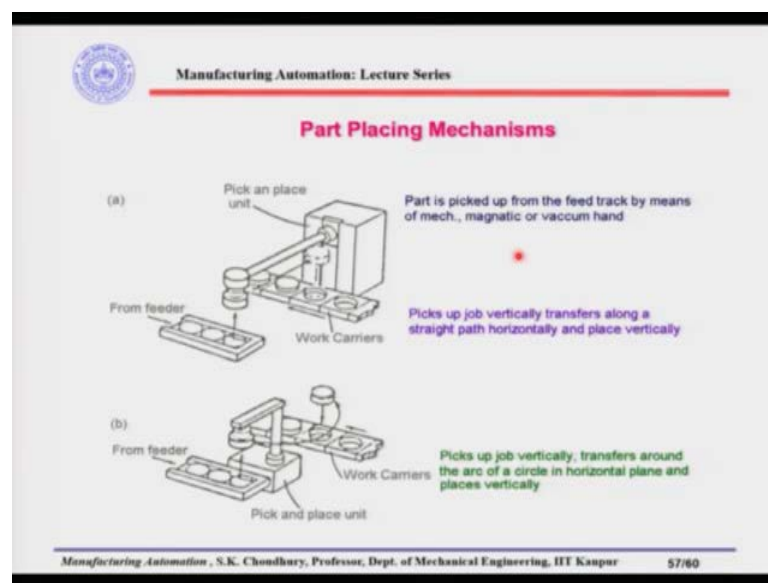 Manufacturing Automation: Lecture Series
Part Placing Mechanisms
(a)
Pick an place
unit
Part is picked up from the feed track by means
of mech., magnatic or vaccum hand
From feeder
Work Carriers
Picks up job vertically transfers along a
straight path horizontally and place vertically
(b)
From feeder
Work Carriers
Pick and place unit
Picks up job vertically, transfers around
the arc of a circle in horizontal plane and
places vertically
Manufacturing Automation , S.K. Choudhury, Professor, Dept. of Mechanical Engineering, IIT Kanpur 57/60